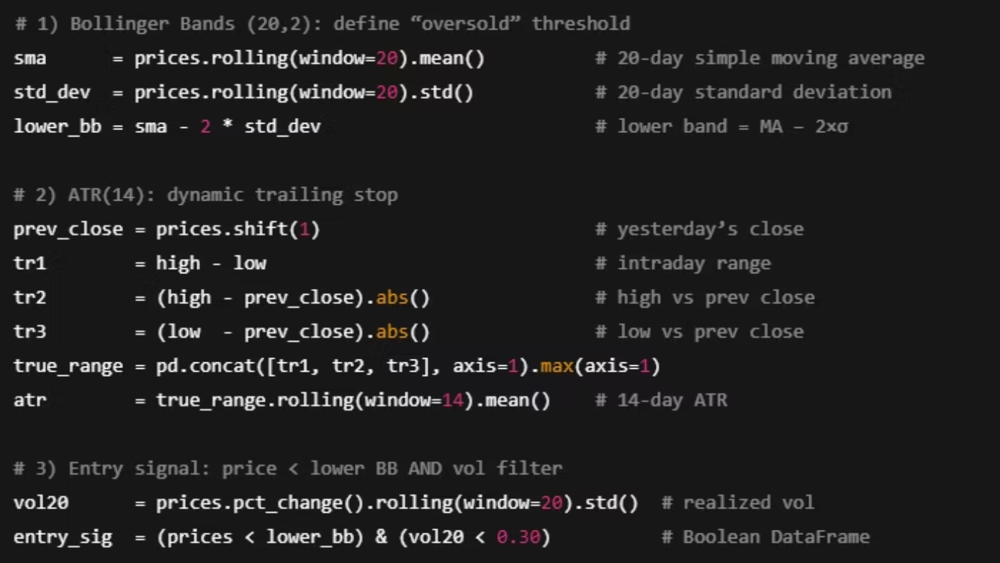 # 1) Bollinger Bands (20,2): define “oversold” threshold
sma      = prices.rolling(window=20).mean()          # 20-day simple moving average
std_dev  = prices.rolling(window=20).std()           # 20-day standard deviation
lower_bb = sma - 2 * std_dev                         # lower band = MA − 2×σ
# 2) ATR(14): dynamic trailing stop
prev_close = prices.shift(1)                         # yesterday’s close
tr1        = high - low                              # intraday range
tr2        = (high - prev_close).abs()               # high vs prev close
tr3        = (low  - prev_close).abs()               # low vs prev close
true_range = pd.concat([tr1, tr2, tr3], axis=1).max(axis=1)
atr        = true_range.rolling(window=14).mean()    # 14-day ATR
# 3) Entry signal: price < lower BB AND vol filter
vol20      = prices.pct_change().rolling(window=20).std()  # realized vol
entry_sig  = (prices < lower_bb) & (vol20 < 0.30)          # Boolean DataFrame